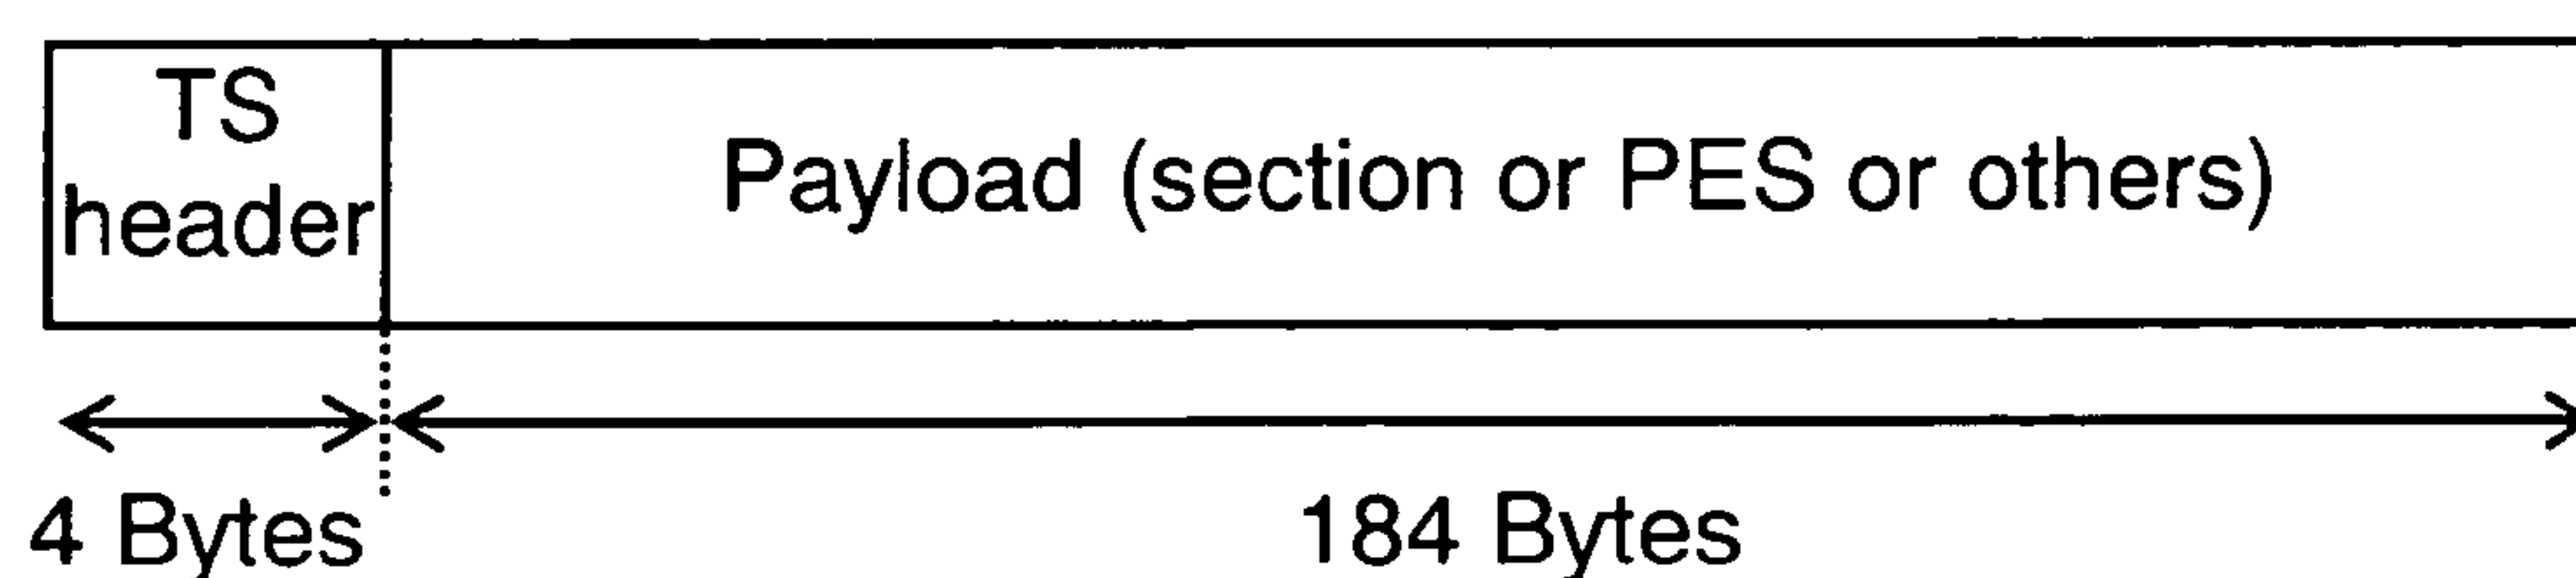 TS
header
Payload (section or PES or others)
4 Bytes
184 Bytes